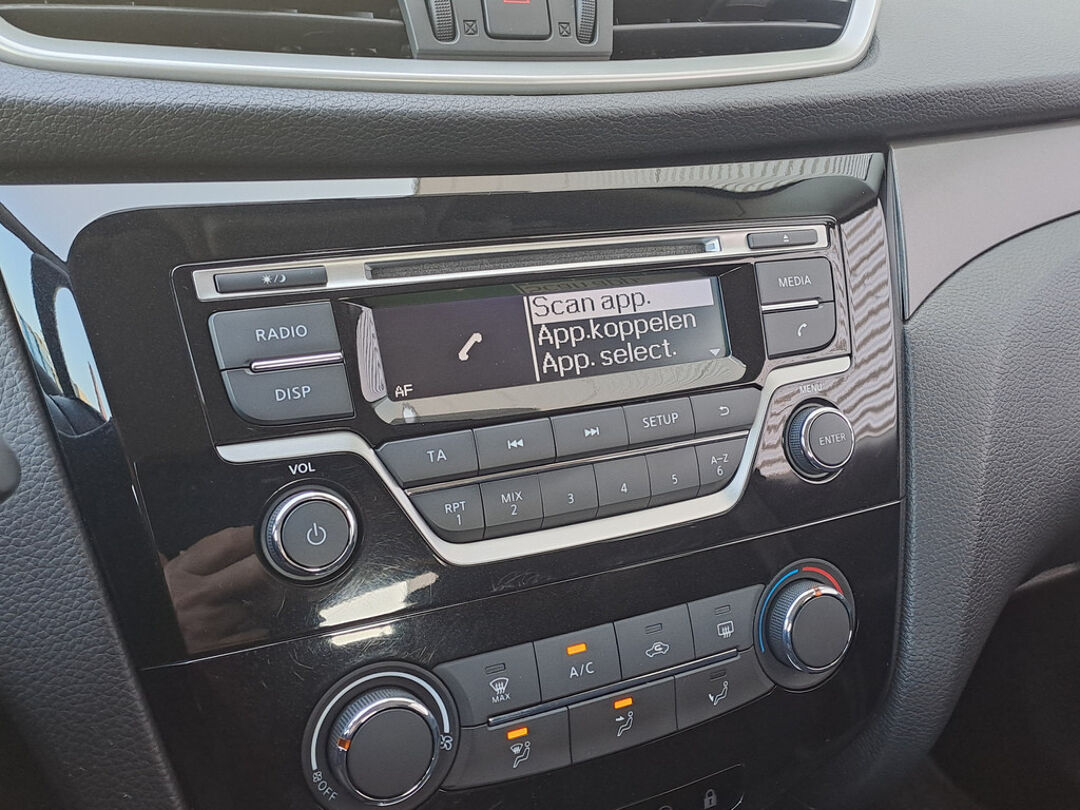 RADIO
DISP
AF
Scan app.
App.koppelen
App. select.
MEDIA
MENU
ENTER
VOL
TA
SETUP
RPT
1
MIX
2
3
4
5
A-Z
6
MAX
A/C
OFF